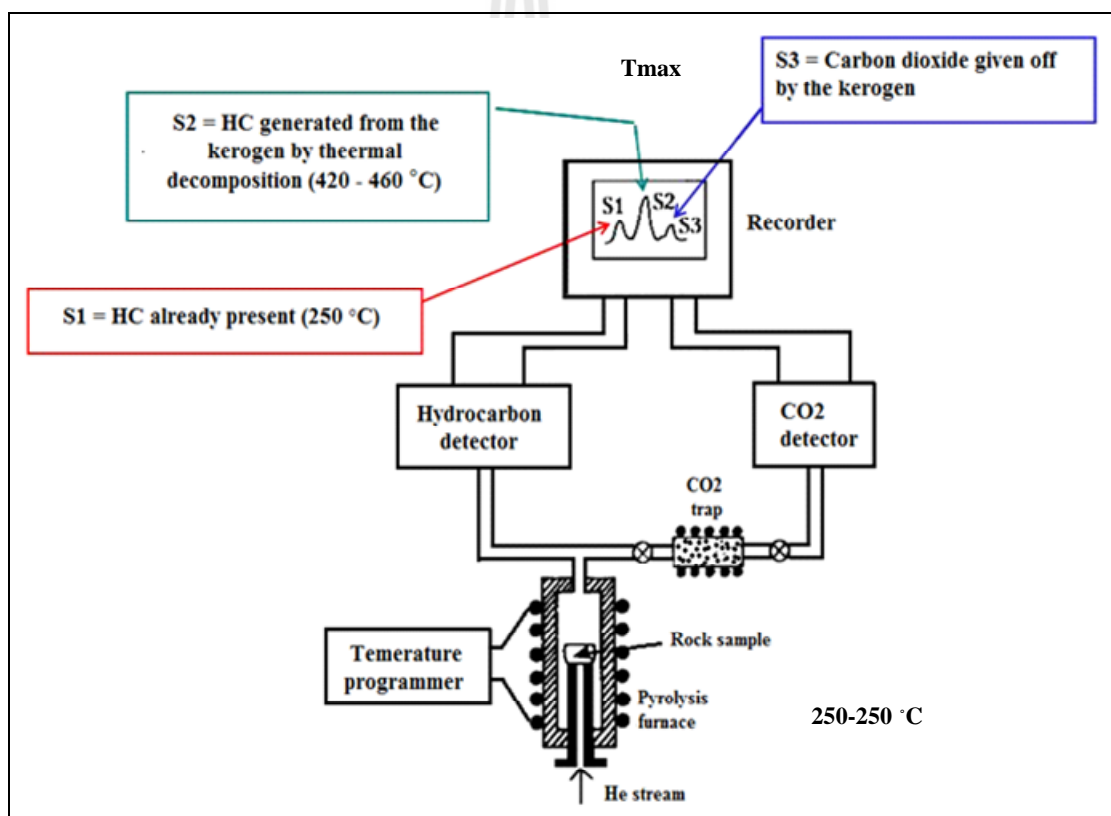 Tmax
S3 = Carbon dioxide given off
by the kerogen
S2 = HC generated from the
kerogen by theermal
decomposition (420 - 460 °C)
S1
S2
S3
Recorder
S1 = HC already present (250 °C)
Hydrocarbon
detector
CO2
detector
CO2
trap
Temerature
programmer
Rock sample
Pyrolysis
furnace
250-250 °C
He stream